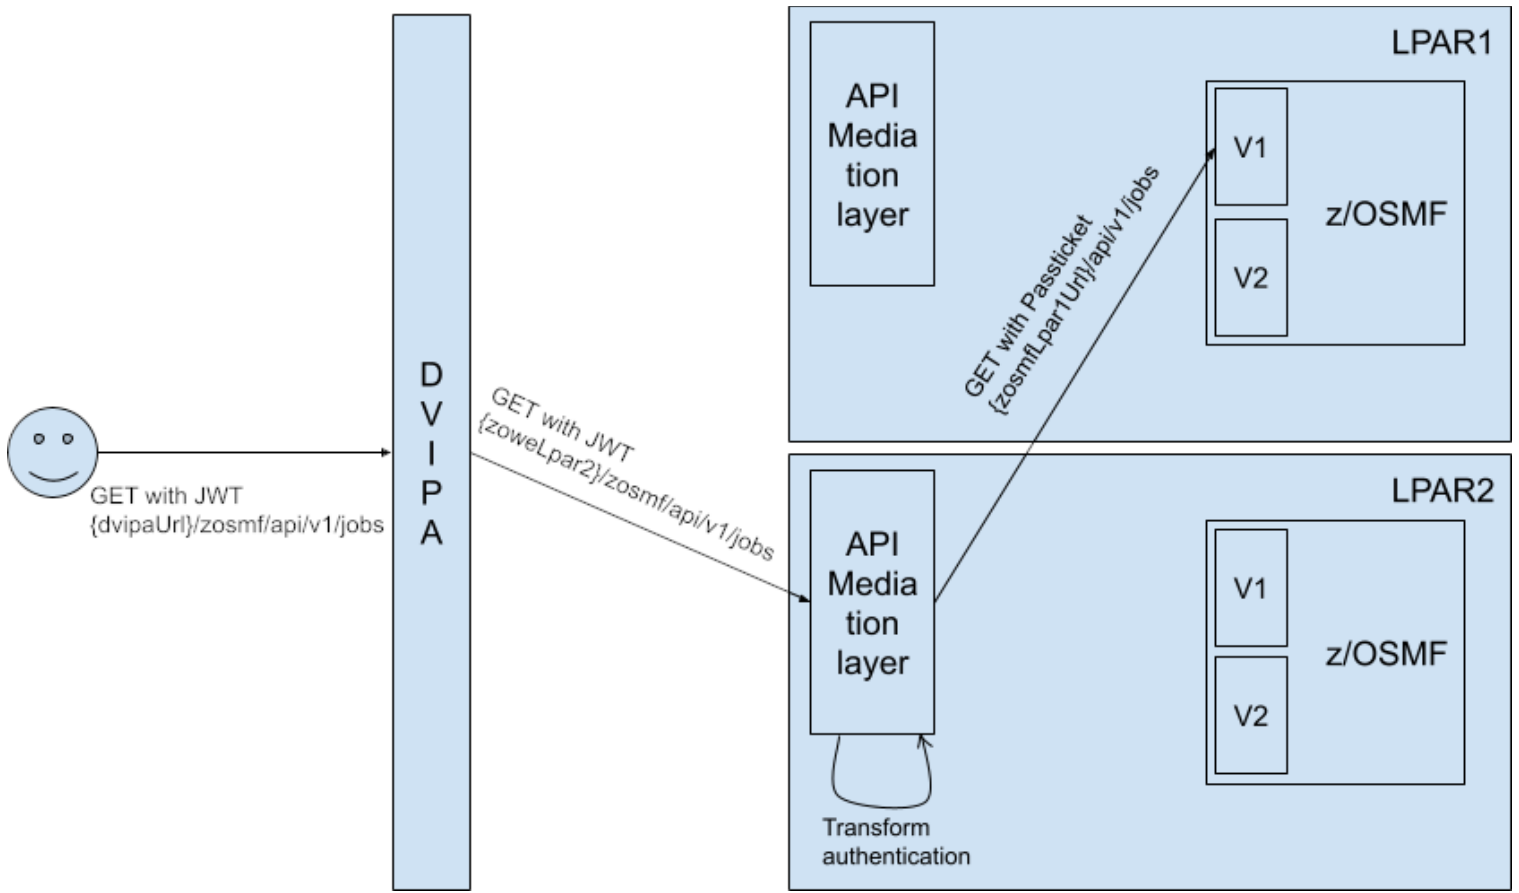 GET with JWT
{dvipaUrl}/zosmf/api/v1/jobs
D
V
I
P
A
GET with JWT
{zoweLpar2}/zosmf/api/v1/jobs
LPAR1
API
Media
tion
layer
GET with Passticket
{zosmfLpar1Url}/api/v1/jobs
V1
z/OSMF
V2
LPAR2
API
Media
tion
layer
V1
z/OSMF
V2
Transform
authentication